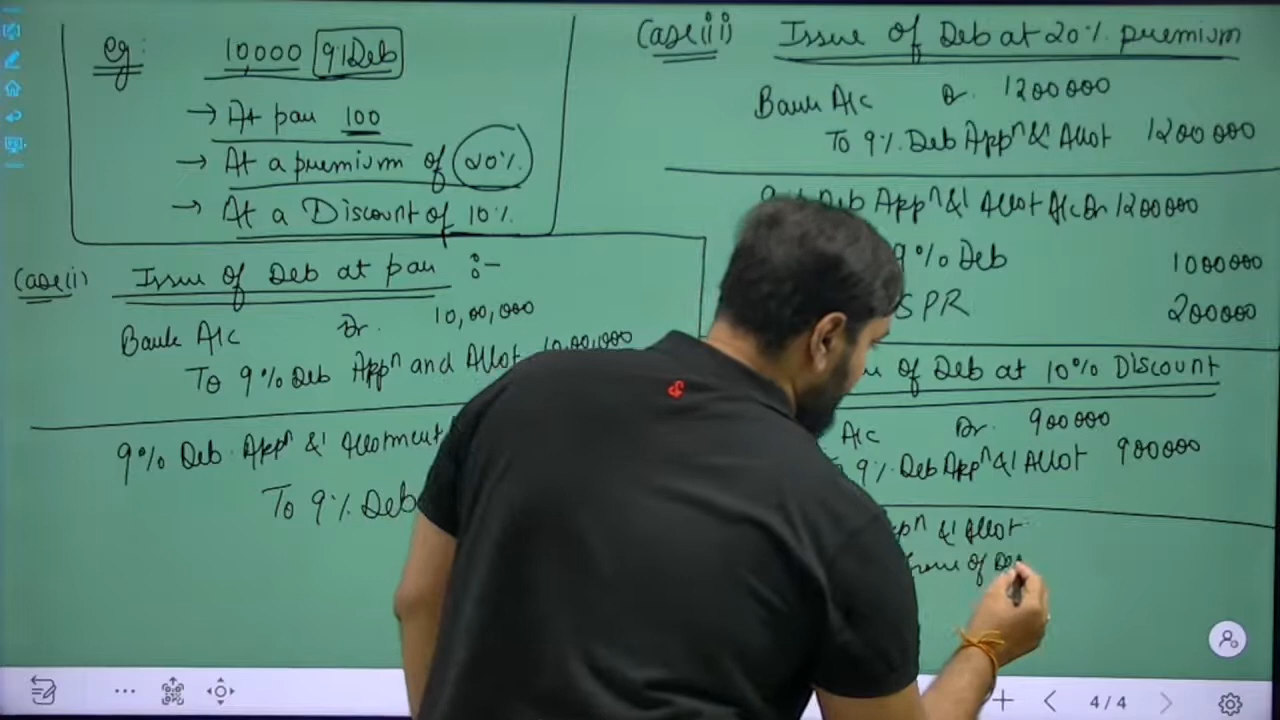 eg:
10000 9% Deb
→ At par 100
→ At a premium of 20%
→ At a Discount of 10%
Case(i) Issue of Deb at par :-
Bank A/c Dr. 10,00,000
To 9% Deb Appⁿ and Allot 10,00,000
9% Deb Appⁿ & Allotment
To 9% Deb
Case(ii) Issue of Deb at 20% premium
Bank A/c Dr. 1200000
To 9% Deb Appⁿ & Allot 1200000
Deb Appⁿ & Allot A/c Dr 1200000
9% Deb 1000000
SPR 200000
of Deb at 10% Discount
A/c Dr. 900000
9% Deb Appⁿ & Allot 900000
& Allot
of
4/4